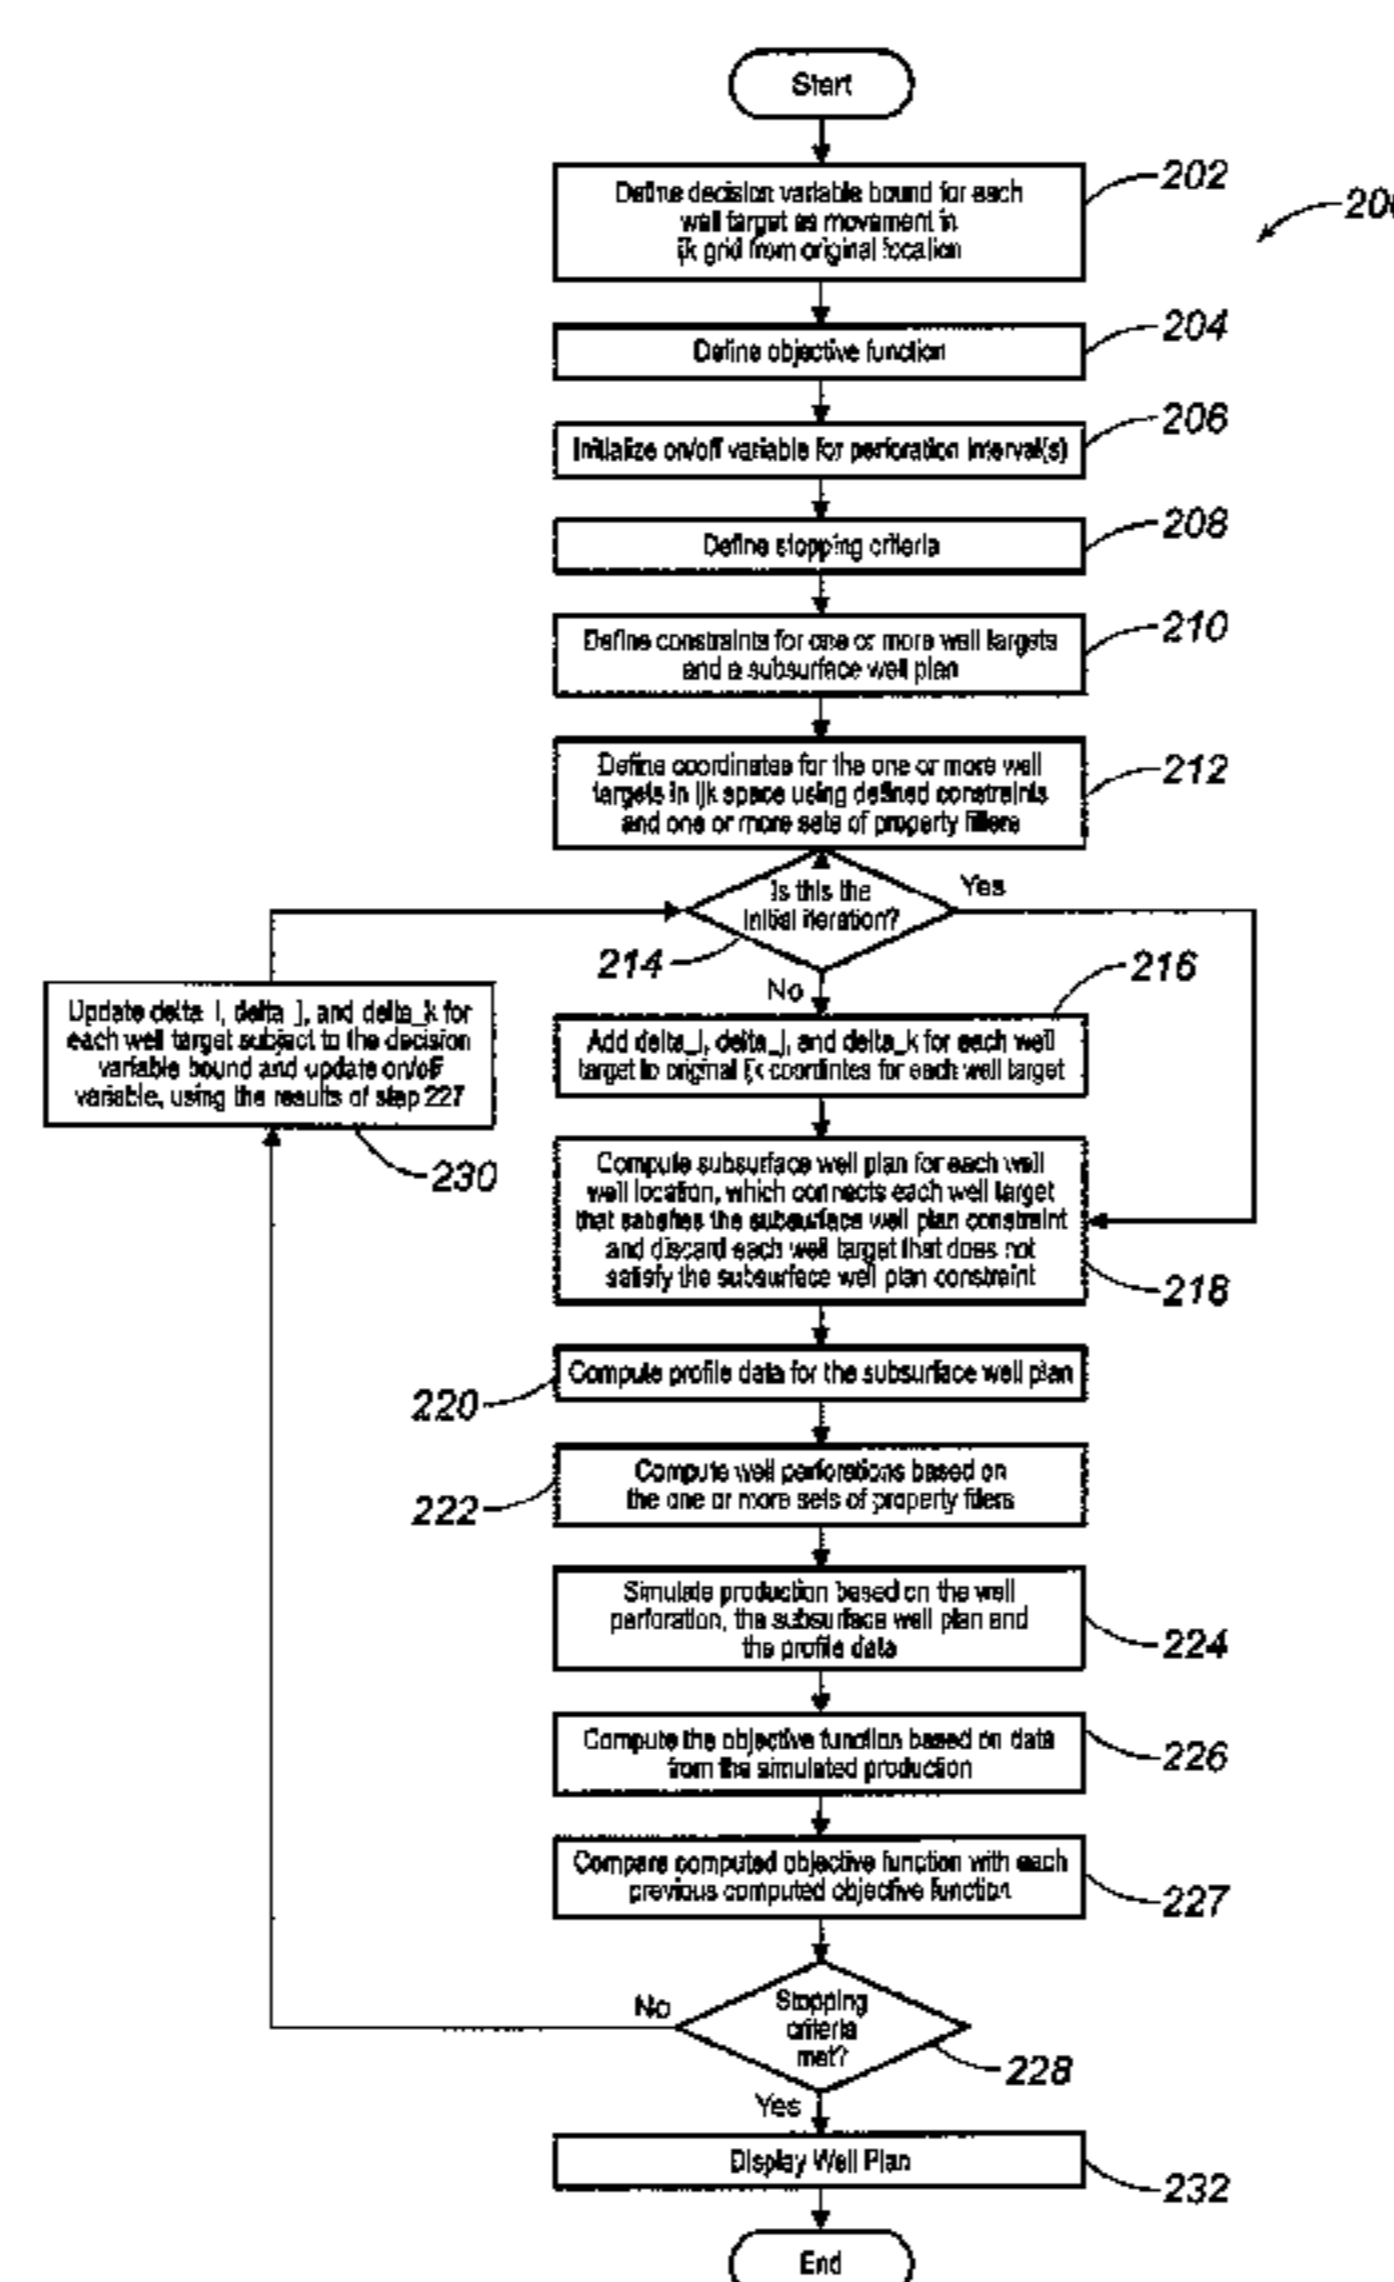 Start
Define decision variable bound for each
well target as movement in
ijk grid from original location
202
200
Define objective function
204
Initialize on/off variable for perforation interval(s)
206
Define stopping criteria
208
Define constraints for one or more well targets
and a subsurface well plan
210
Define coordinates for the one or more well
targets in ijk space using defined constraints
and one or more sets of property filters
212
Is this the
initial iteration?
Yes
214
No
216
Update delta_i, delta_j, and delta_k for
each well target subject to the decision
variable bound and update on/off
variable, using the results of step 227
230
Add delta_i, delta_j, and delta_k for each well
target to original ijk coordintes for each well target
Compute subsurface well plan for each well
well location, which connects each well target
that satisfies the subsurface well plan constraint
and discard each well target that does not
satisfy the subsurface well plan constraint
218
Compute profile data for the subsurface well plan
220
Compute well perforations based on
the one or more sets of property filters
222
Simulate production based on the well
perforation, the subsurface well plan and
the profile data
224
Compute the objective function based on data
from the simulated production
226
Compare computed objective function with each
previous computed objective function
227
No
Stopping
criteria
met?
228
Yes
Display Well Plan
232
End